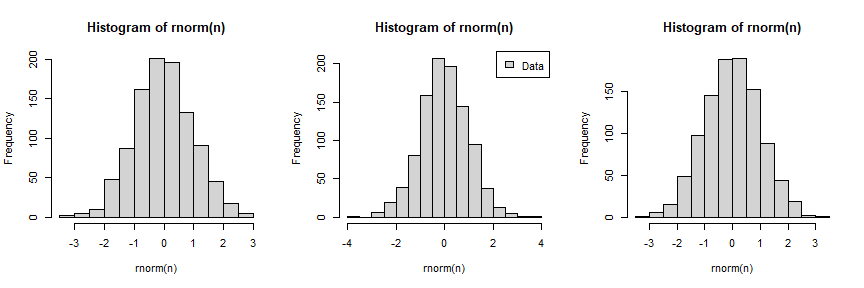 Histogram of rnorm(n)
Frequency
0 50 100 150 200
-3 -2 -1 0 1 2 3
rnorm(n)
Histogram of rnorm(n)
Data
Frequency
0 50 100 150 200
-4 -2 0 2 4
rnorm(n)
Histogram of rnorm(n)
Frequency
0 50 100 150
-3 -2 -1 0 1 2 3
rnorm(n)